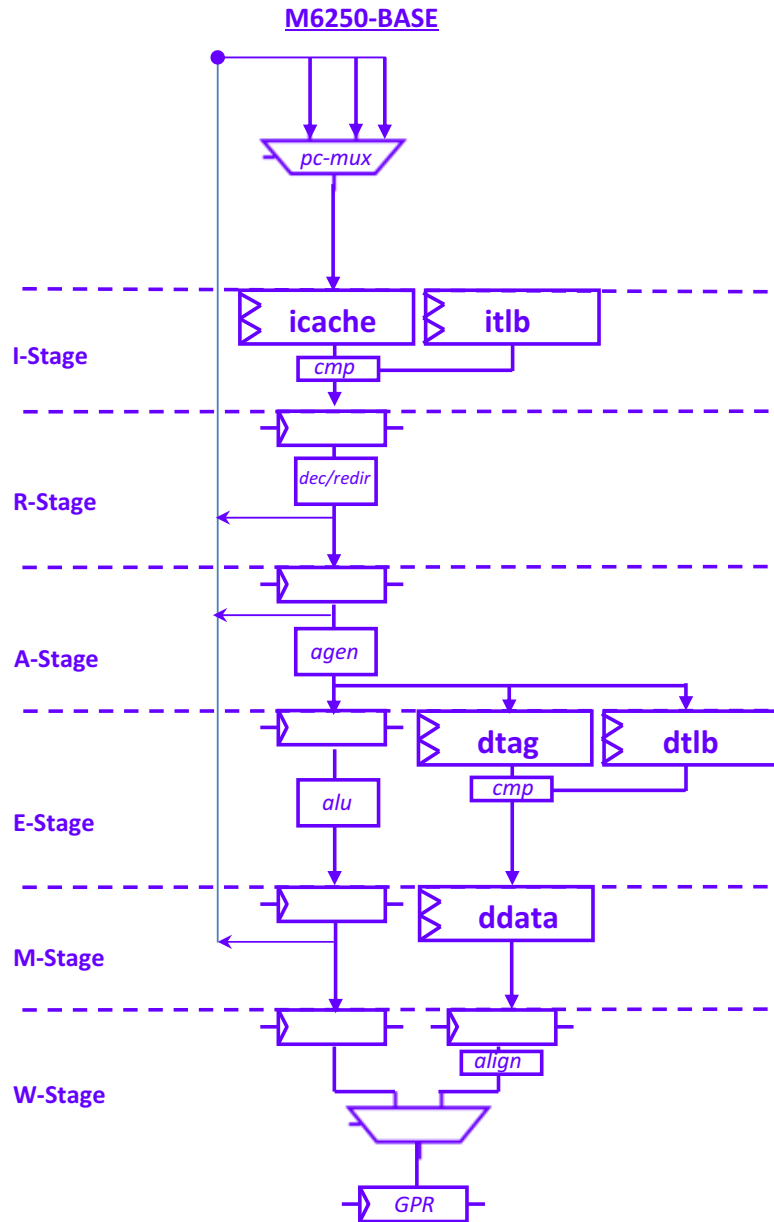 M6250-BASE
pc-mux
icache
itlb
I-Stage
cmp
dec/redir
R-Stage
agen
A-Stage
dtag
dtlb
cmp
alu
E-Stage
ddata
M-Stage
align
W-Stage
GPR